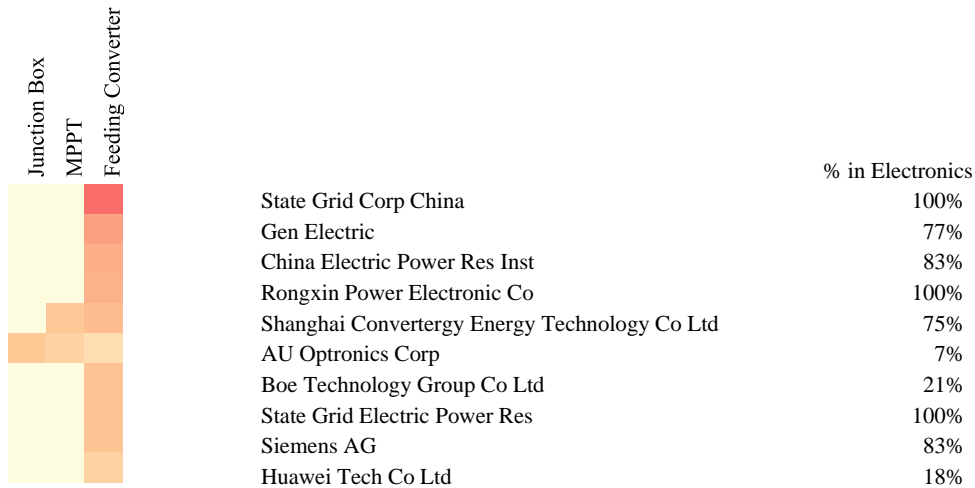 Junction Box
MPPT
Feeding Converter
% in Electronics
State Grid Corp China 100%
Gen Electric 77%
China Electric Power Res Inst 83%
Rongxin Power Electronic Co 100%
Shanghai Convertergy Energy Technology Co Ltd 75%
AU Optronics Corp 7%
Boe Technology Group Co Ltd 21%
State Grid Electric Power Res 100%
Siemens AG 83%
Huawei Tech Co Ltd 18%